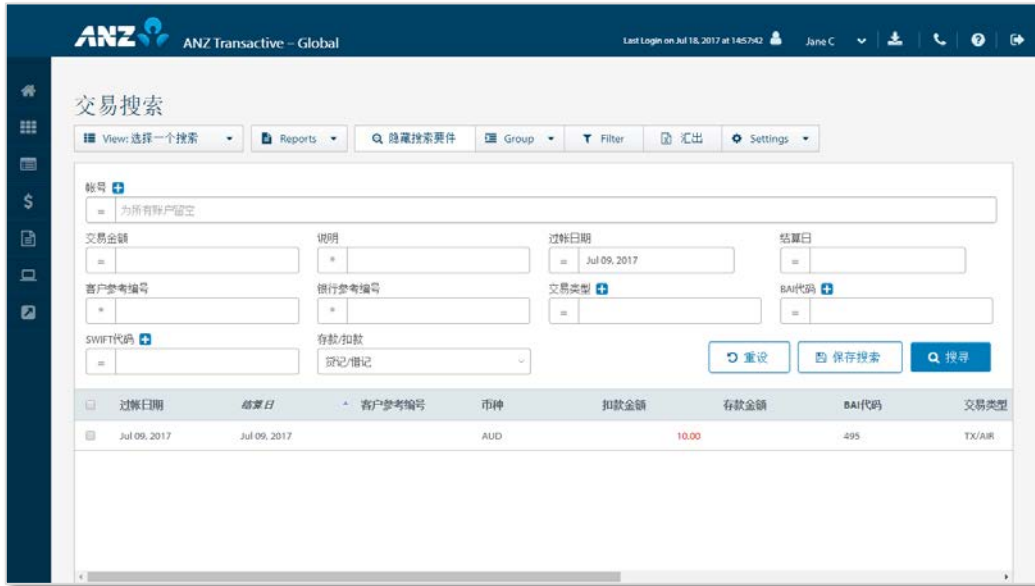 ANZ ANZ Transactive – Global Last Login on Jul 18, 2017 at 14:57:42 Jane C
交易搜索
View: 选择一个搜索 Reports 隐藏搜索要件 Group Filter 汇出 Settings
帐号
= 为所有账户留空
交易金额 说明 过帐日期 结算日
= * = Jul 09, 2017 =
客户参考编号 银行参考编号 交易类型 BAI代码
* * = =
SWIFT代码 存款/扣款
= 贷记/借记 重设 保存搜索 搜寻
过帐日期 结算日 客户参考编号 币种 扣款金额 存款金额 BAI代码 交易类型
Jul 09, 2017 Jul 09, 2017 AUD 10.00 495 TX/AIR